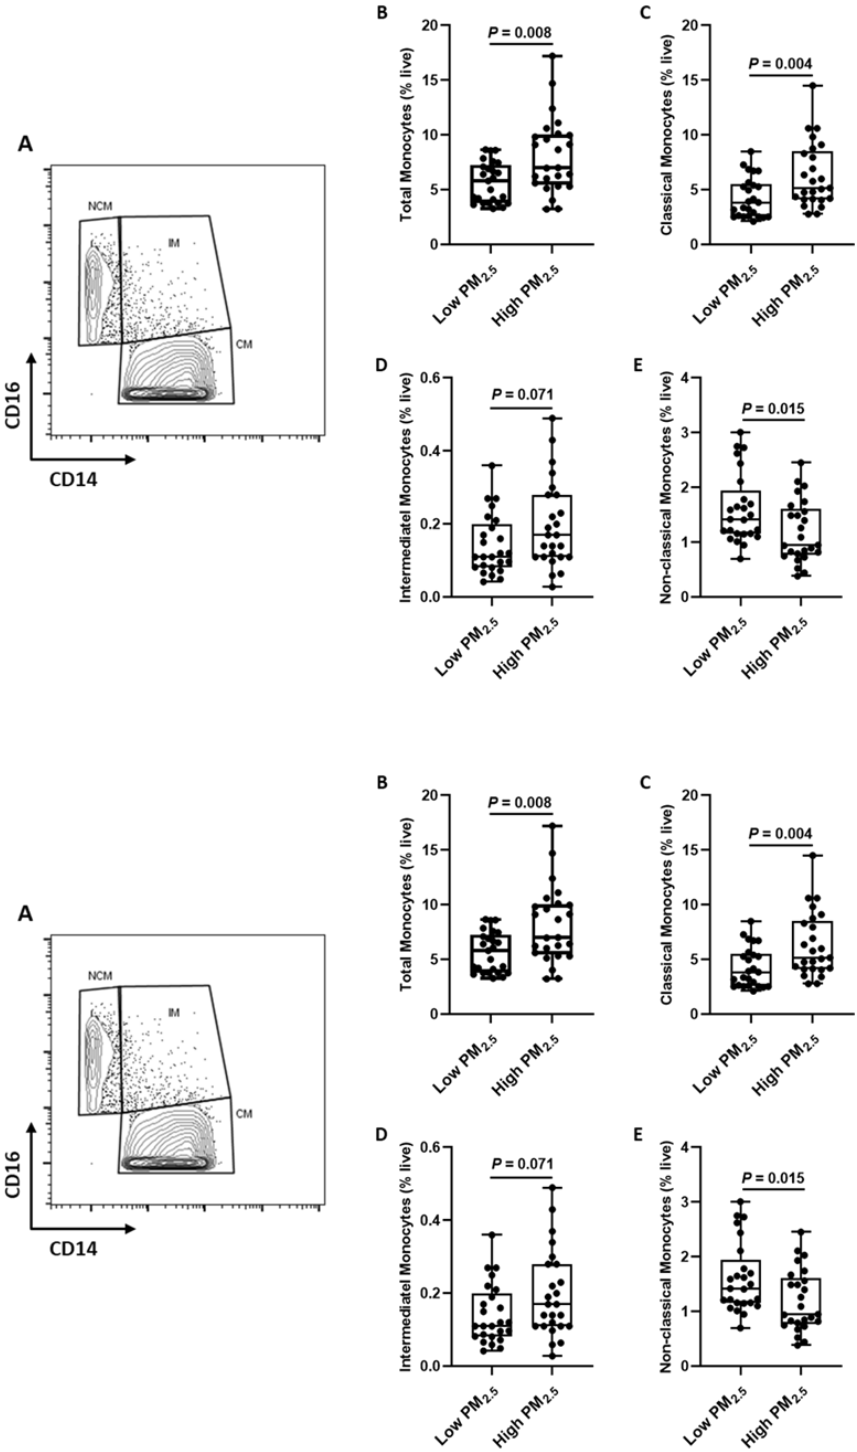 A
NCM
IM
CM
CD16
CD14
B
Total Monocytes (% live)
20
15
10
5
0
P = 0.008
Low PM2.5
High PM2.5
C
Classical Monocytes (% live)
20
15
10
5
0
P = 0.004
Low PM2.5
High PM2.5
D
Intermediatel Monocytes (% live)
0.6
0.4
0.2
0.0
P = 0.071
Low PM2.5
High PM2.5
E
Non-classical Monocytes (% live)
4
3
2
1
0
P = 0.015
Low PM2.5
High PM2.5
A
NCM
IM
CM
CD16
CD14
B
Total Monocytes (% live)
20
15
10
5
0
P = 0.008
Low PM2.5
High PM2.5
C
Classical Monocytes (% live)
20
15
10
5
0
P = 0.004
Low PM2.5
High PM2.5
D
Intermediatel Monocytes (% live)
0.6
0.4
0.2
0.0
P = 0.071
Low PM2.5
High PM2.5
E
Non-classical Monocytes (% live)
4
3
2
1
0
P = 0.015
Low PM2.5
High PM2.5